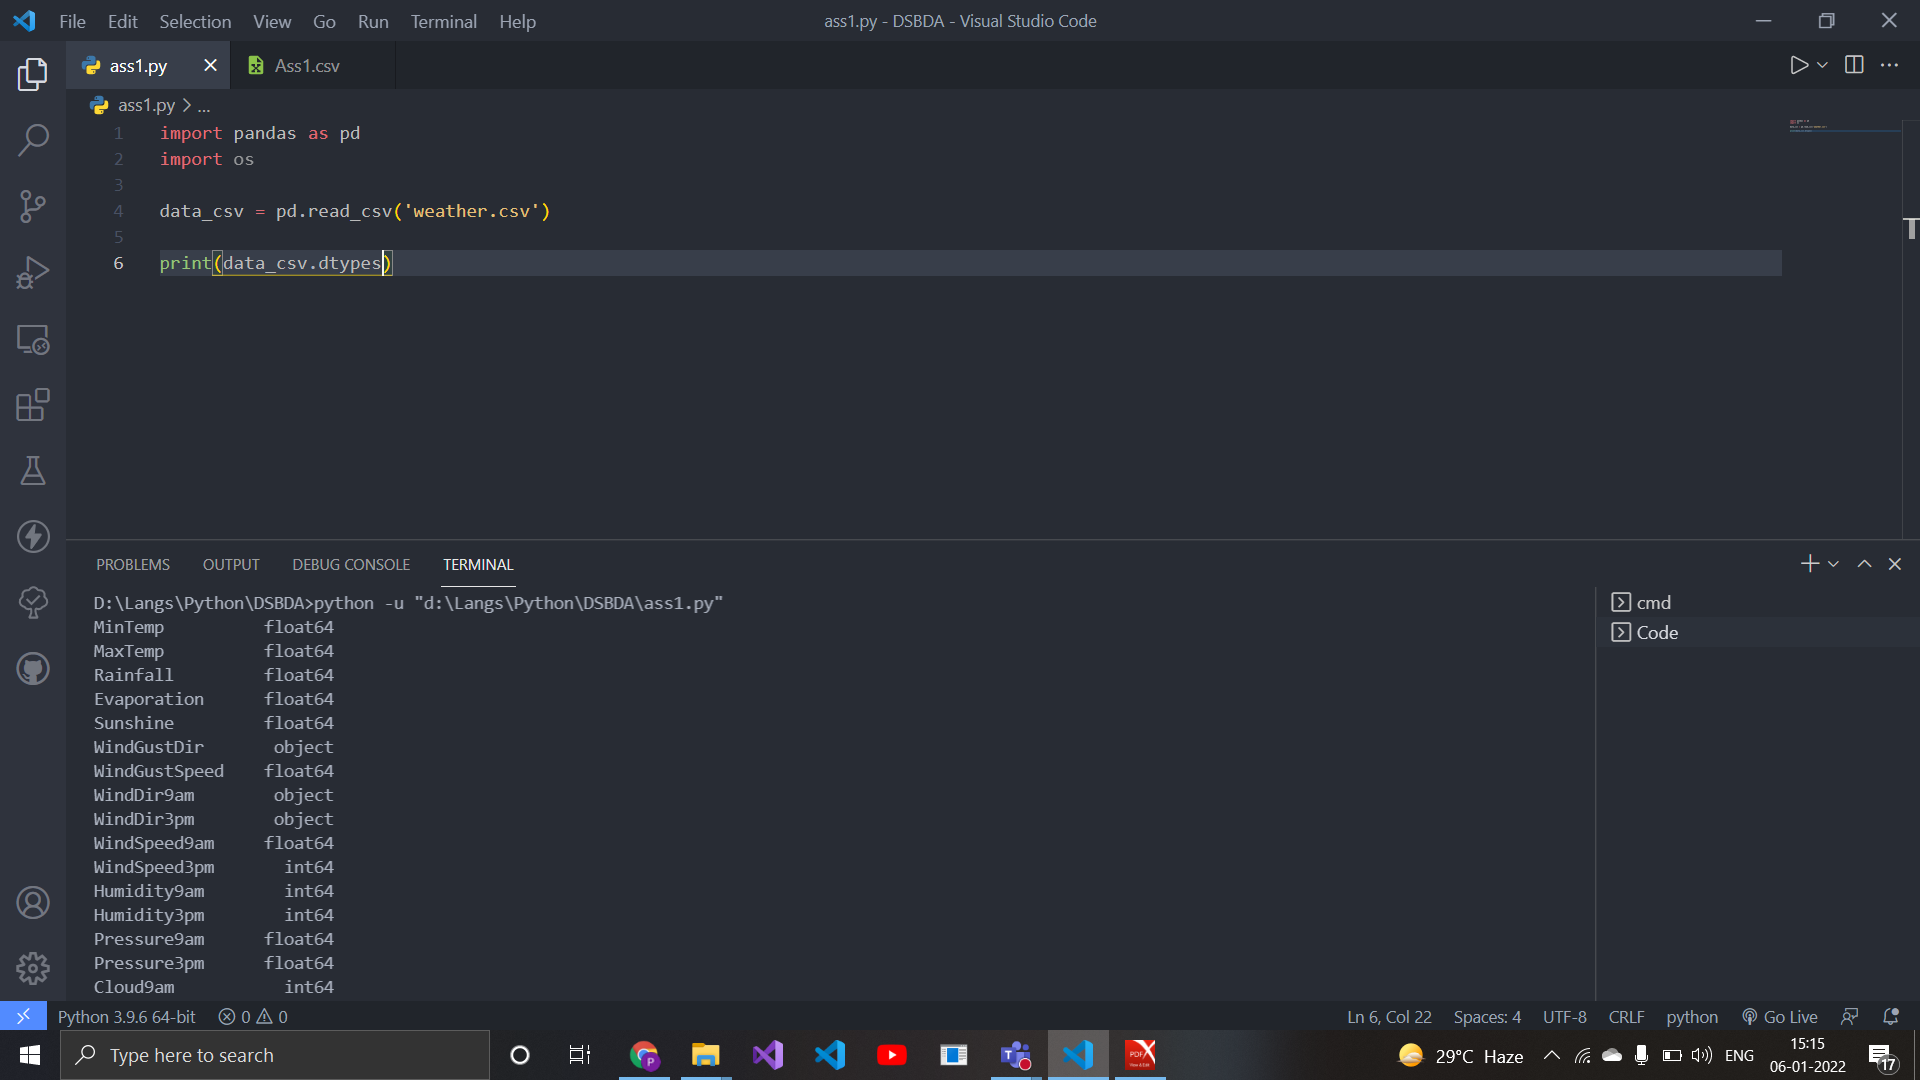 File Edit Selection View Go Run Terminal Help ass1.py - DSBDA - Visual Studio Code
ass1.py Ass1.csv
ass1.py > ...
1 import pandas as pd
2 import os
3
4 data_csv = pd.read_csv('weather.csv')
5
6 print(data_csv.dtypes)
PROBLEMS OUTPUT DEBUG CONSOLE TERMINAL
D:\Langs\Python\DSBDA>python -u "d:\Langs\Python\DSBDA\ass1.py"
MinTemp float64
MaxTemp float64
Rainfall float64
Evaporation float64
Sunshine float64
WindGustDir object
WindGustSpeed float64
WindDir9am object
WindDir3pm object
WindSpeed9am float64
WindSpeed3pm int64
Humidity9am int64
Humidity3pm int64
Pressure9am float64
Pressure3pm float64
Cloud9am int64
cmd
Code
Python 3.9.6 64-bit 0 0 Ln 6, Col 22 Spaces: 4 UTF-8 CRLF python Go Live
Type here to search 29°C Haze ENG 15:15
06-01-2022 17